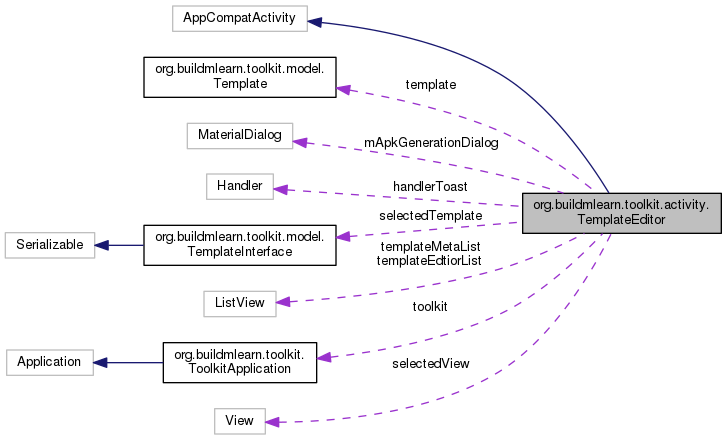 AppCompatActivity
org.buildmlearn.toolkit.model.
Template
template
MaterialDialog
mApkGenerationDialog
Handler
handlerToast
org.buildmlearn.toolkit.activity.
TemplateEditor
selectedTemplate
Serializable
org.buildmlearn.toolkit.model.
TemplateInterface
templateMetaList
templateEdtiorList
ListView
toolkit
Application
org.buildmlearn.toolkit.
ToolkitApplication
selectedView
View